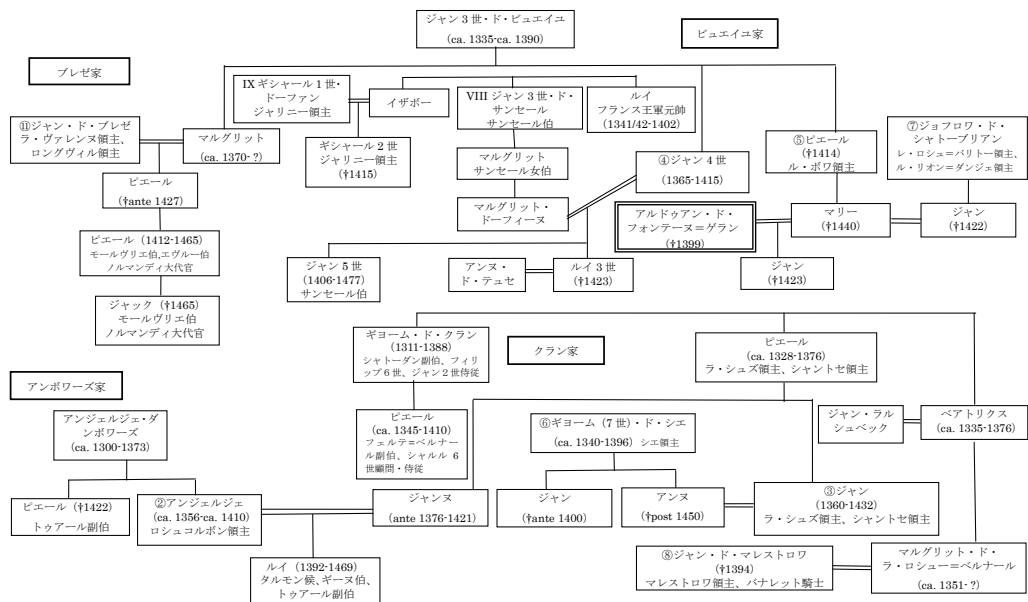 ジャン 3 世・ド・ビュエイユ
(ca. 1335-ca. 1390)
ビュエイユ家
ブレゼ家
IX ギシャール 1 世・
ドーファン
ジャリニー領主
イザボー
VIII ジャン 3 世・ド・
サンセール
サンセール伯
ルイ
フランス王軍元帥
(1341/42-1402)
⑪ジャン・ド・ブレゼ
ラ・ヴァレンヌ領主、
ロングヴィル領主
マルグリット
(ca. 1370- ?)
ギシャール 2 世
ジャリニー領主
(†1415)
マルグリット
サンセール女伯
④ジャン 4 世
(1365-1415)
⑤ピエール
(†1414)
ル・ボワ領主
⑦ジョフロワ・ド・
シャトーブリアン
レ・ロシュ=バリトー領主、
ル・リオン=ダンジェ領主
ピエール
(†ante 1427)
マルグリット・
ドーフィーヌ
アルドゥアン・ド・
フォンテーヌ=ゲラン
(†1399)
マリー
(†1440)
ジャン
(†1422)
ピエール (1412-1465)
モールヴリエ伯,エヴルー伯
ノルマンディ大代官
ジャン 5 世
(1406-1477)
サンセール伯
アンヌ・
ド・テュセ
ルイ 3 世
(†1423)
ジャン
(†1423)
ジャック (†1465)
モールヴリエ伯
ノルマンディ大代官
ギヨーム・ド・クラン
(1311-1388)
シャトーダン副伯、フィリ
ップ 6 世、ジャン 2 世侍従
クラン家
ピエール
(ca. 1328-1376)
ラ・シュズ領主、シャントセ領主
アンボワーズ家
アンジェルジェ・ダ
ンボワーズ
(ca. 1300-1373)
ピエール
(ca. 1345-1410)
フェルテ=ベルナール
副伯、シャルル 6
世顧問・侍従
⑥ギヨーム (7 世)・ド・シエ
(ca. 1340-1396) シエ領主
ジャン・ラル
シュベック
ベアトリクス
(ca. 1335-1376)
ピエール (†1422)
トゥアール副伯
②アンジェルジェ
(ca. 1356-ca. 1410)
ロシュコルボン領主
ジャンヌ
(ante 1376-1421)
ジャン
(†ante 1400)
アンヌ
(†post 1450)
③ジャン
(1360-1432)
ラ・シュズ領主、シャントセ領主
ルイ (1392-1469)
タルモン侯、ギーヌ伯、
トゥアール副伯
⑧ジャン・ド・マレストロワ
(†1394)
マレストロワ領主、バナレット騎士
マルグリット・ド・
ラ・ロシュー=ベルナール
(ca. 1351- ?)